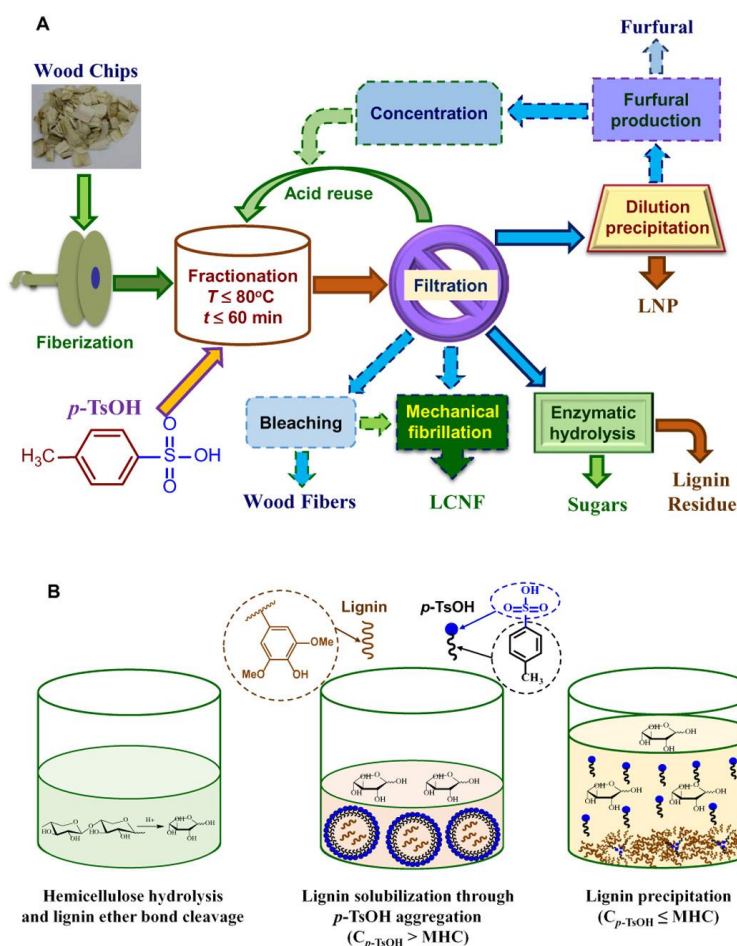 A
Furfural
Wood Chips
Concentration
Furfural
production
Acid reuse
Dilution
precipitation
Fractionation
T ≤ 80°C
t ≤ 60 min
Filtration
LNP
Fiberization
p-TsOH
H₃C
O
S
OH
O
Bleaching
Mechanical
fibrillation
Enzymatic
hydrolysis
Wood Fibers
LCNF
Sugars
Lignin
Residue
B
Lignin
OMe
MeO
OH
p-TsOH
OH
O=S=O
CH₃
H+
Hemicellulose hydrolysis
and lignin ether bond cleavage
Lignin solubilization through
p-TsOH aggregation
(C p-TsOH > MHC)
Lignin precipitation
(C p-TsOH ≤ MHC)